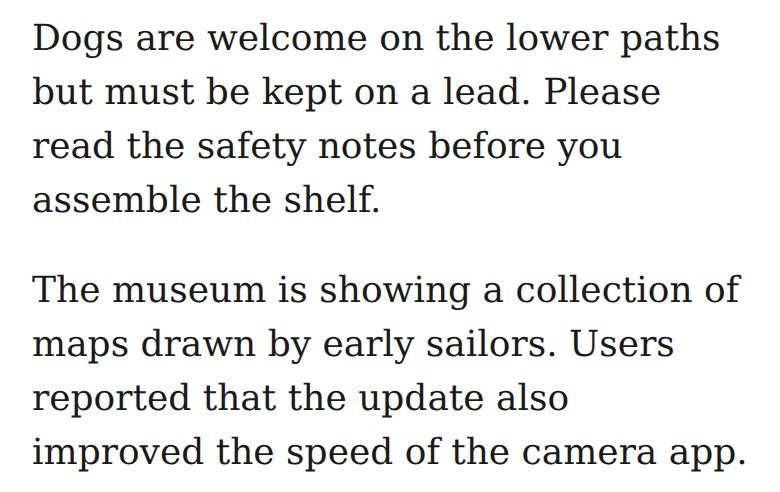 Dogs are welcome on the lower paths
but must be kept on a lead. Please
read the safety notes before you
assemble the shelf.
The museum is showing a collection of
maps drawn by early sailors. Users
reported that the update also
improved the speed of the camera app.